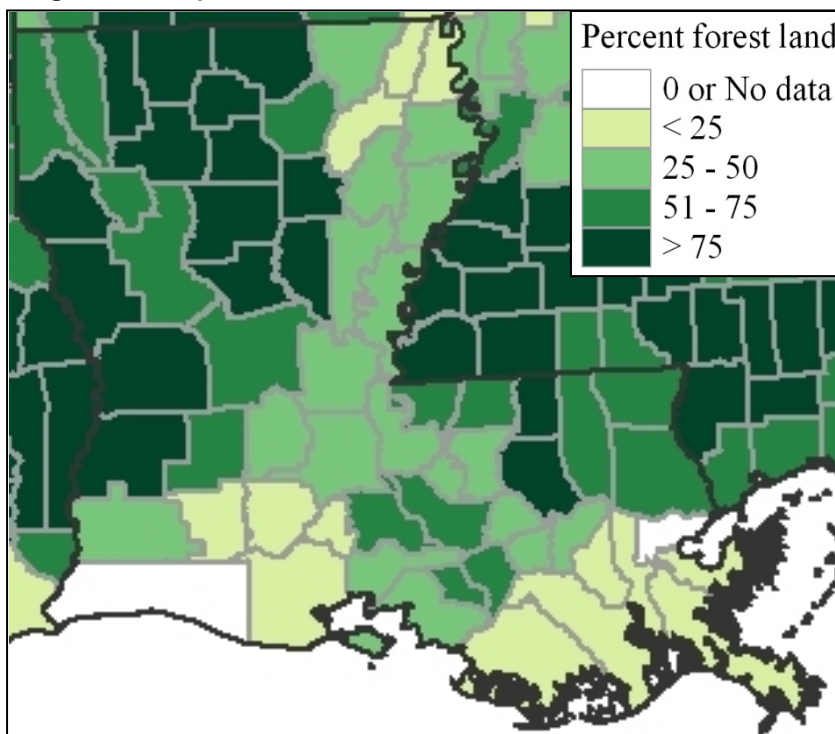 Percent forest land
0 or No data
< 25
25 - 50
51 - 75
> 75